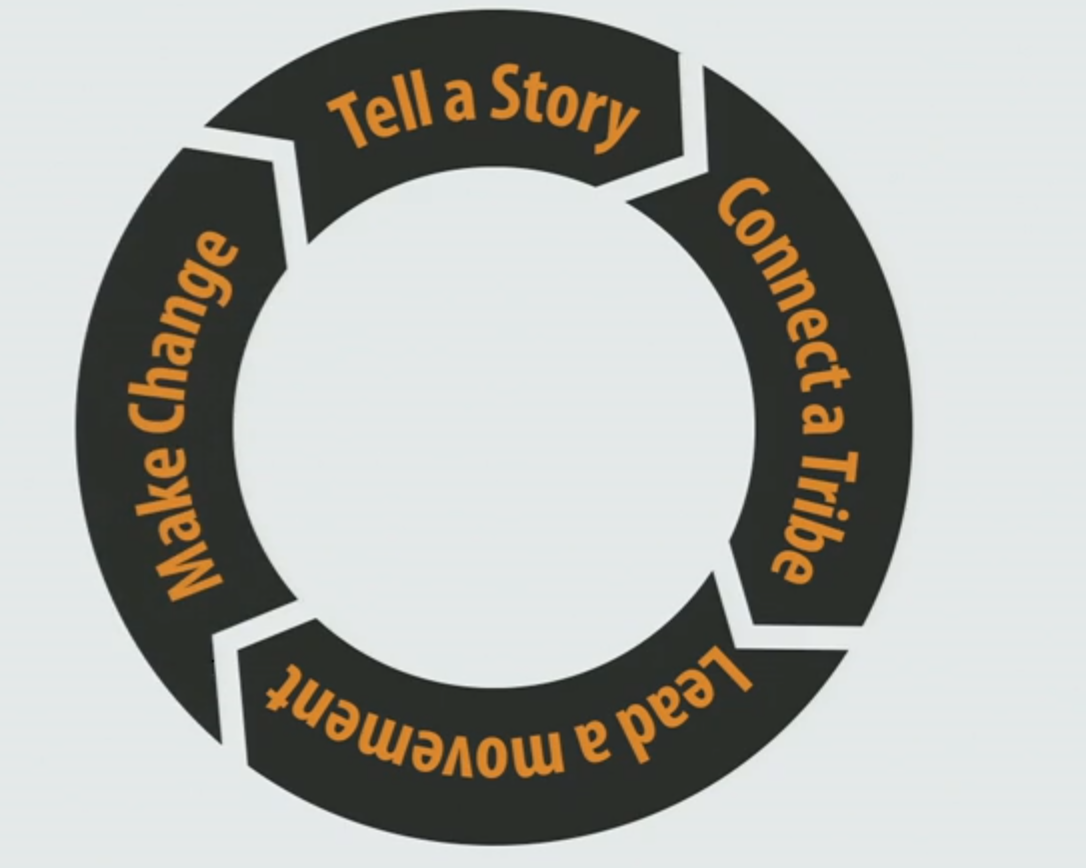 Tell a Story
Connect a Tribe
Lead a movement
Make Change